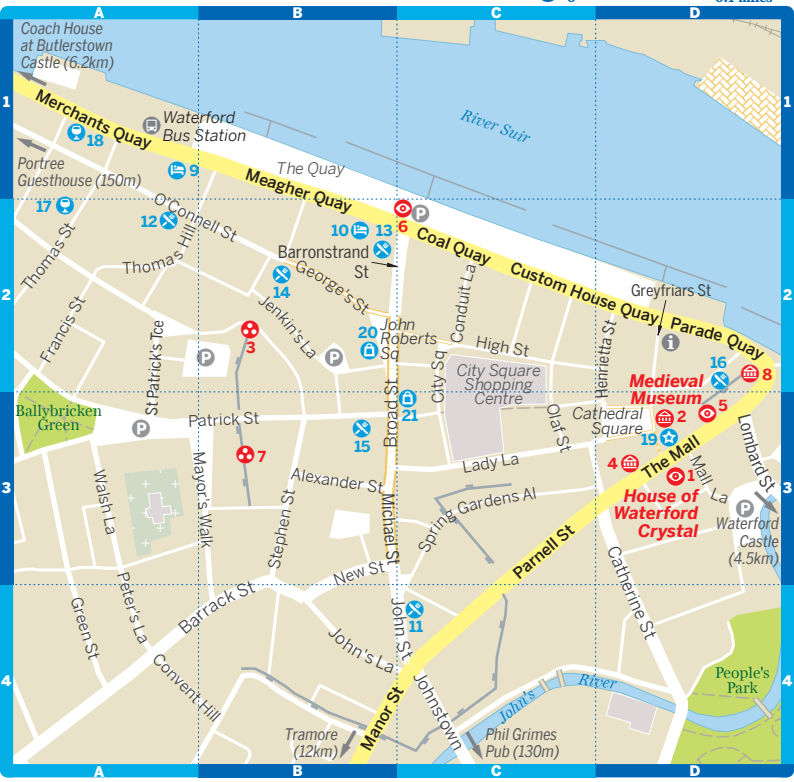 A
B
C
D
Coach House
at Butlerstown
Castle (6.2km)
1
1
Merchants Quay
18
Waterford
Bus Station
River Suir
The Quay
Portree
Guesthouse (150m)
9
Meagher Quay
17
12
O'Connell St
10
13
6
Barronstrand
St
Coal Quay
Custom House Quay
Parade Quay
Greyfriars St
Thomas St
Thomas Hill
14
George's St
Conduit La
2
2
Francis St
St Patrick's Tce
3
Jenkin's La
20
John
Roberts
Sq
High St
Henrietta St
16
8
City Sq
City Square
Shopping
Centre
Medieval
Museum
5
2
Ballybricken
Green
Patrick St
Broad St
21
15
Olaf St
Cathedral
Square
19
The Mall
Lombard St
7
Lady La
4
1
Mall La
3
3
Walsh La
Mayor's Walk
Alexander St
Stephen St
Michael St
Spring Gardens Al
House of
Waterford
Crystal
Waterford
Castle
(4.5km)
Parnell St
New St
Barrack St
Catherine St
Green St
Peter's La
John St
11
John's La
Convent Hill
4
4
People's
Park
John's
River
Manor St
Johnstown
Tramore
(12km)
Phil Grimes
Pub (130m)
A
B
C
D